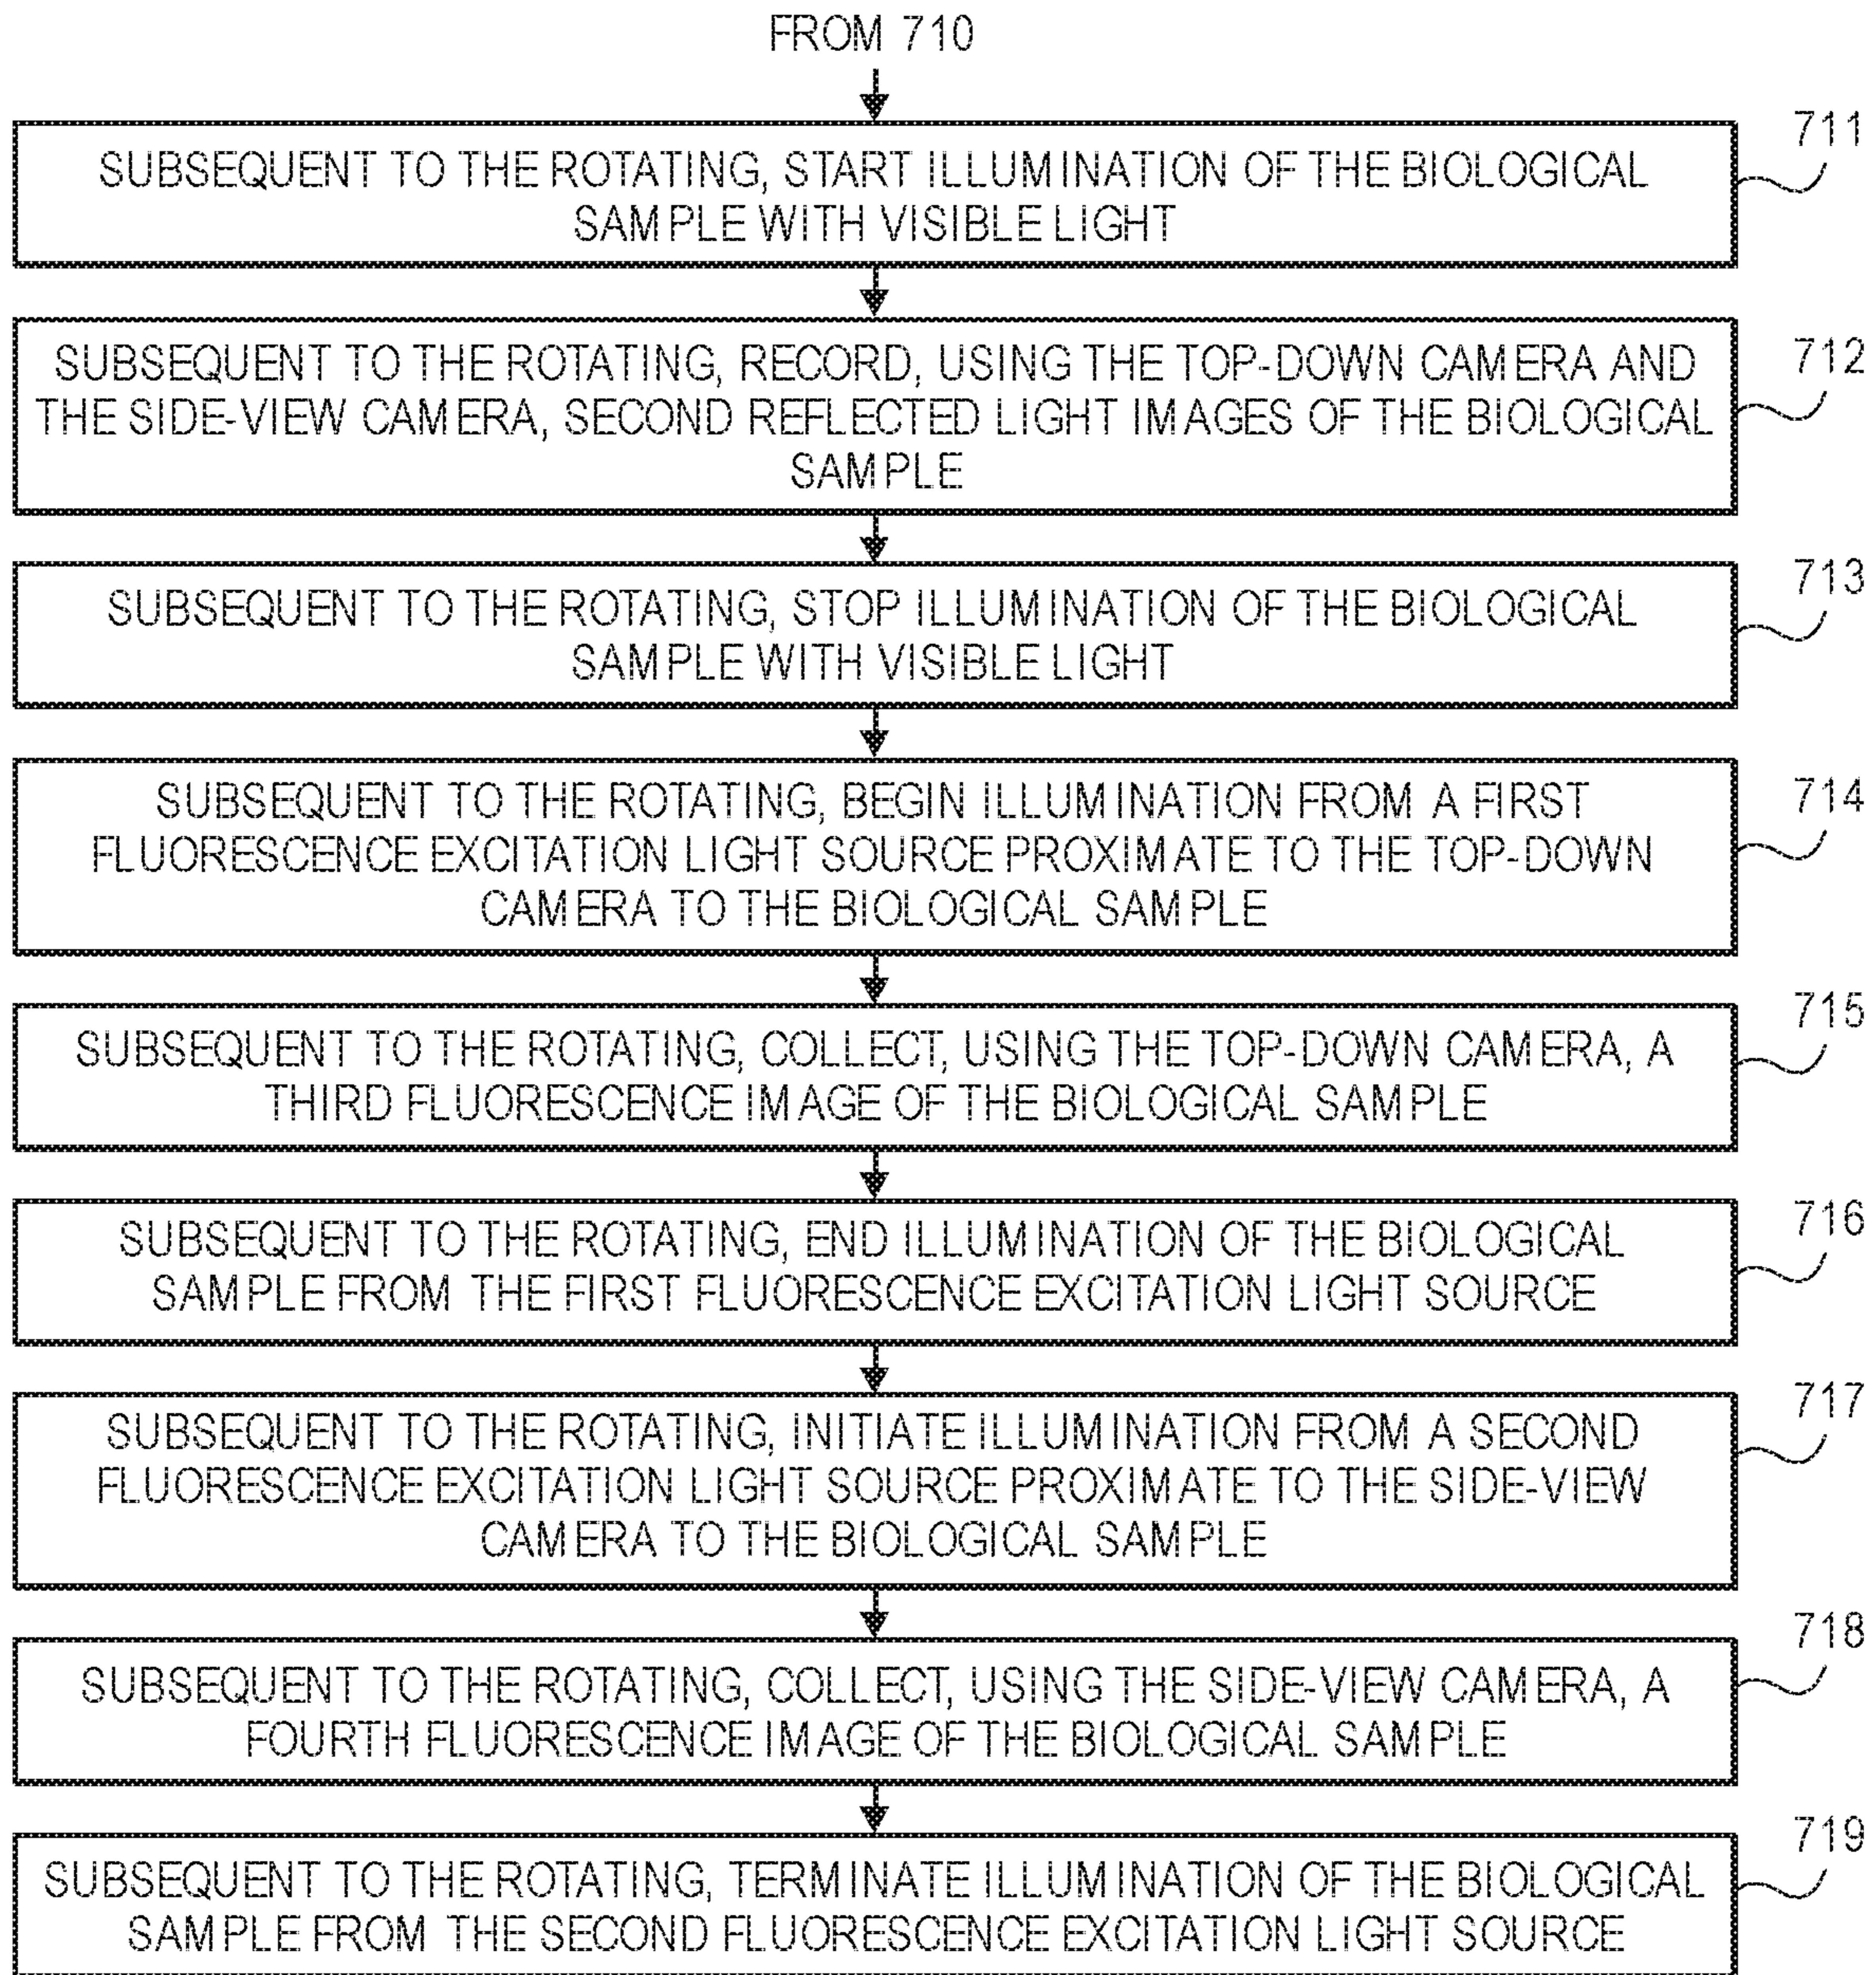 FROM 710
711
SUBSEQUENT TO THE ROTATING, START ILLUMINATION OF THE BIOLOGICAL
SAMPLE WITH VISIBLE LIGHT
712
SUBSEQUENT TO THE ROTATING, RECORD, USING THE TOP-DOWN CAMERA AND
THE SIDE-VIEW CAMERA, SECOND REFLECTED LIGHT IMAGES OF THE BIOLOGICAL
SAMPLE
713
SUBSEQUENT TO THE ROTATING, STOP ILLUMINATION OF THE BIOLOGICAL
SAMPLE WITH VISIBLE LIGHT
714
SUBSEQUENT TO THE ROTATING, BEGIN ILLUMINATION FROM A FIRST
FLUORESCENCE EXCITATION LIGHT SOURCE PROXIMATE TO THE TOP-DOWN
CAMERA TO THE BIOLOGICAL SAMPLE
715
SUBSEQUENT TO THE ROTATING, COLLECT, USING THE TOP-DOWN CAMERA, A
THIRD FLUORESCENCE IMAGE OF THE BIOLOGICAL SAMPLE
716
SUBSEQUENT TO THE ROTATING, END ILLUMINATION OF THE BIOLOGICAL
SAMPLE FROM THE FIRST FLUORESCENCE EXCITATION LIGHT SOURCE
717
SUBSEQUENT TO THE ROTATING, INITIATE ILLUMINATION FROM A SECOND
FLUORESCENCE EXCITATION LIGHT SOURCE PROXIMATE TO THE SIDE-VIEW
CAMERA TO THE BIOLOGICAL SAMPLE
718
SUBSEQUENT TO THE ROTATING, COLLECT, USING THE SIDE-VIEW CAMERA, A
FOURTH FLUORESCENCE IMAGE OF THE BIOLOGICAL SAMPLE
719
SUBSEQUENT TO THE ROTATING, TERMINATE ILLUMINATION OF THE BIOLOGICAL
SAMPLE FROM THE SECOND FLUORESCENCE EXCITATION LIGHT SOURCE